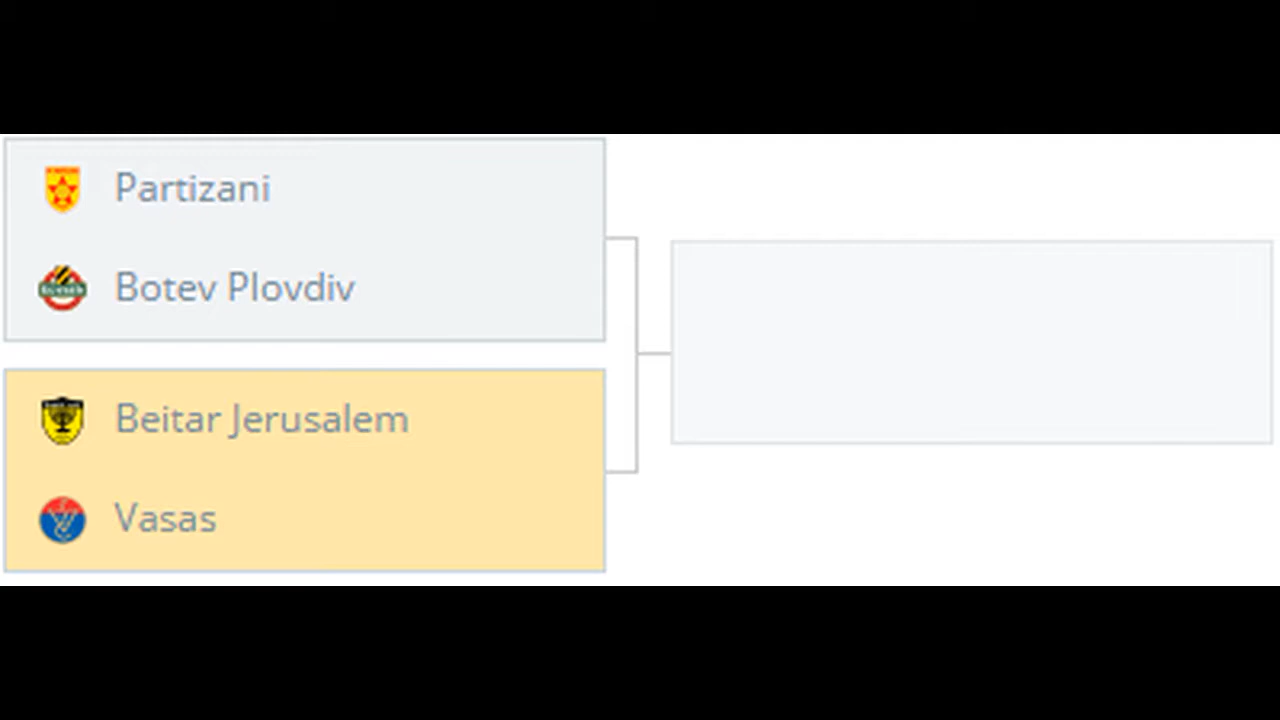 Partizani
Botev Plovdiv
Beitar Jerusalem
Vasas